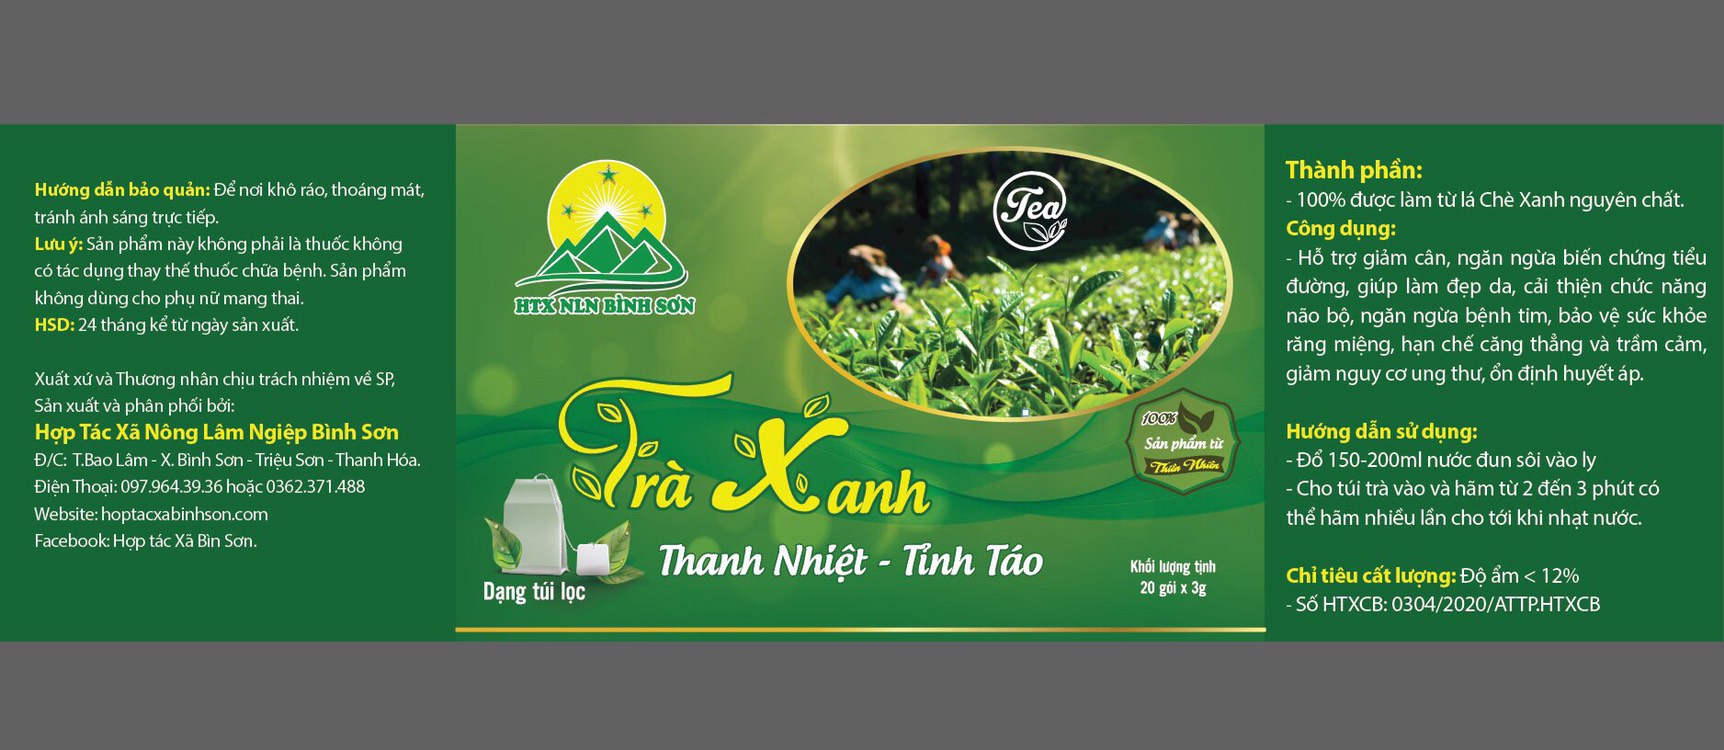 Hướng dẫn bảo quản: Để nơi khô ráo, thoáng mát,
tránh ánh sáng trực tiếp.
Lưu ý: Sản phẩm này không phải là thuốc không
có tác dụng thay thế thuốc chữa bệnh. Sản phẩm
không dùng cho phụ nữ mang thai.
HSD: 24 tháng kể từ ngày sản xuất.
Xuất xứ và Thương nhân chịu trách nhiệm về SP,
Sản xuất và phân phối bởi:
Hợp Tác Xã Nông Lâm Ngiệp Bình Sơn
Đ/C: T.Bao Lâm - X. Bình Sơn - Triệu Sơn - Thanh Hóa.
Điện Thoại: 097.964.39.36 hoặc 0362.371.488
Website: hoptacxabinhson.com
Facebook: Hợp tác Xã Bìn Sơn.
HTX NLN BÌNH SƠN
Tea
Trà Xanh
100%
Sản phẩm từ
Thiên Nhiên
Thanh Nhiệt - Tỉnh Táo
Dạng túi lọc
Khối lượng tịnh
20 gói x 3g
Thành phần:
- 100% được làm từ lá Chè Xanh nguyên chất.
Công dụng:
- Hỗ trợ giảm cân, ngăn ngừa biến chứng tiểu
đường, giúp làm đẹp da, cải thiện chức năng
não bộ, ngăn ngừa bệnh tim, bảo vệ sức khỏe
răng miệng, hạn chế căng thẳng và trầm cảm,
giảm nguy cơ ung thư, ổn định huyết áp.
Hướng dẫn sử dụng:
- Đổ 150-200ml nước đun sôi vào ly
- Cho túi trà vào và hãm từ 2 đến 3 phút có
thể hãm nhiều lần cho tới khi nhạt nước.
Chỉ tiêu cất lượng: Độ ẩm < 12%
- Số HTXCB: 0304/2020/ATTP.HTXCB